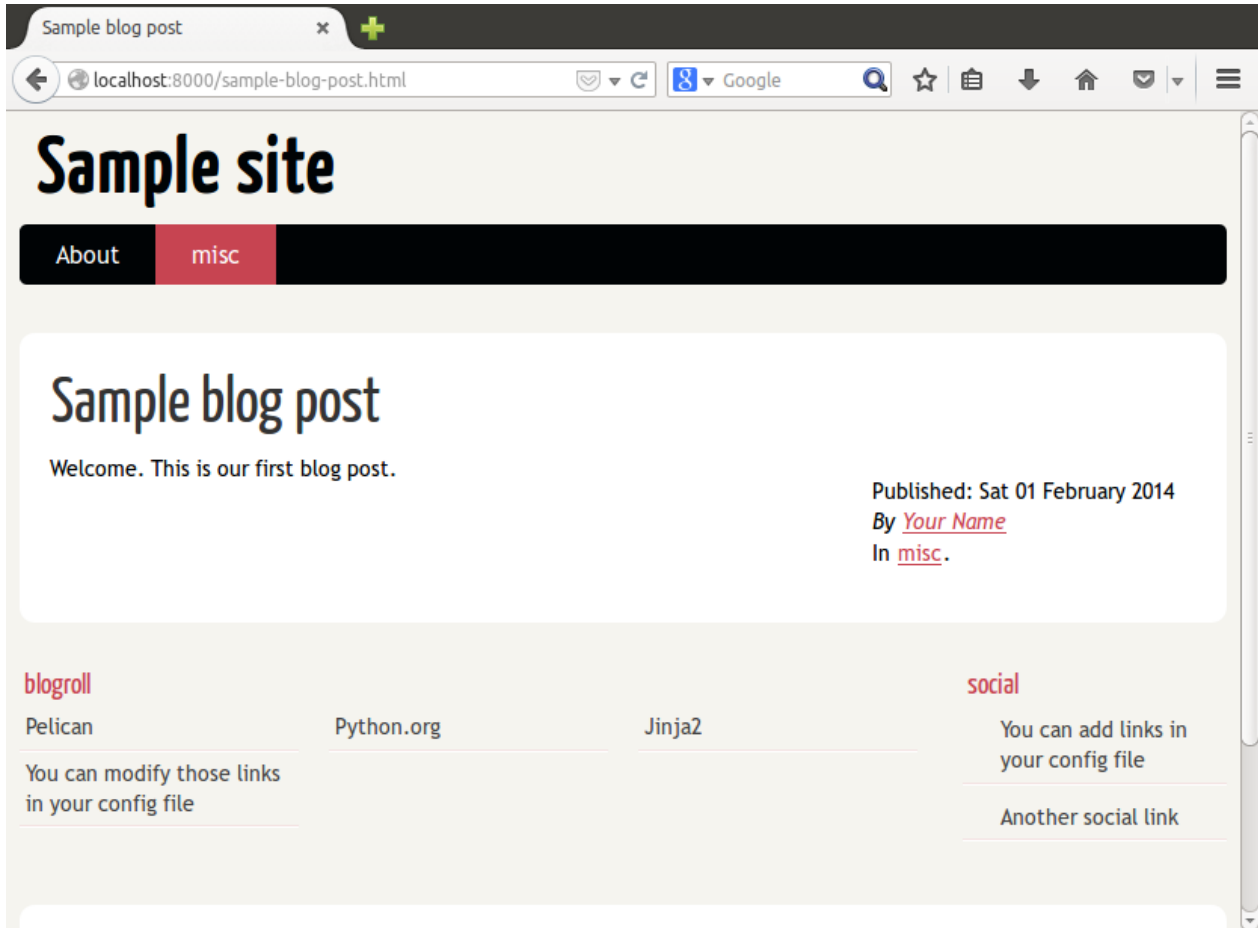 Sample blog post
localhost:8000/sample-blog-post.html
8 Google
Sample site
About misc
Sample blog post
Welcome. This is our first blog post.
Published: Sat 01 February 2014
By Your Name
In misc.
blogroll
Pelican Python.org Jinja2
You can modify those links
in your config file
social
You can add links in
your config file
Another social link